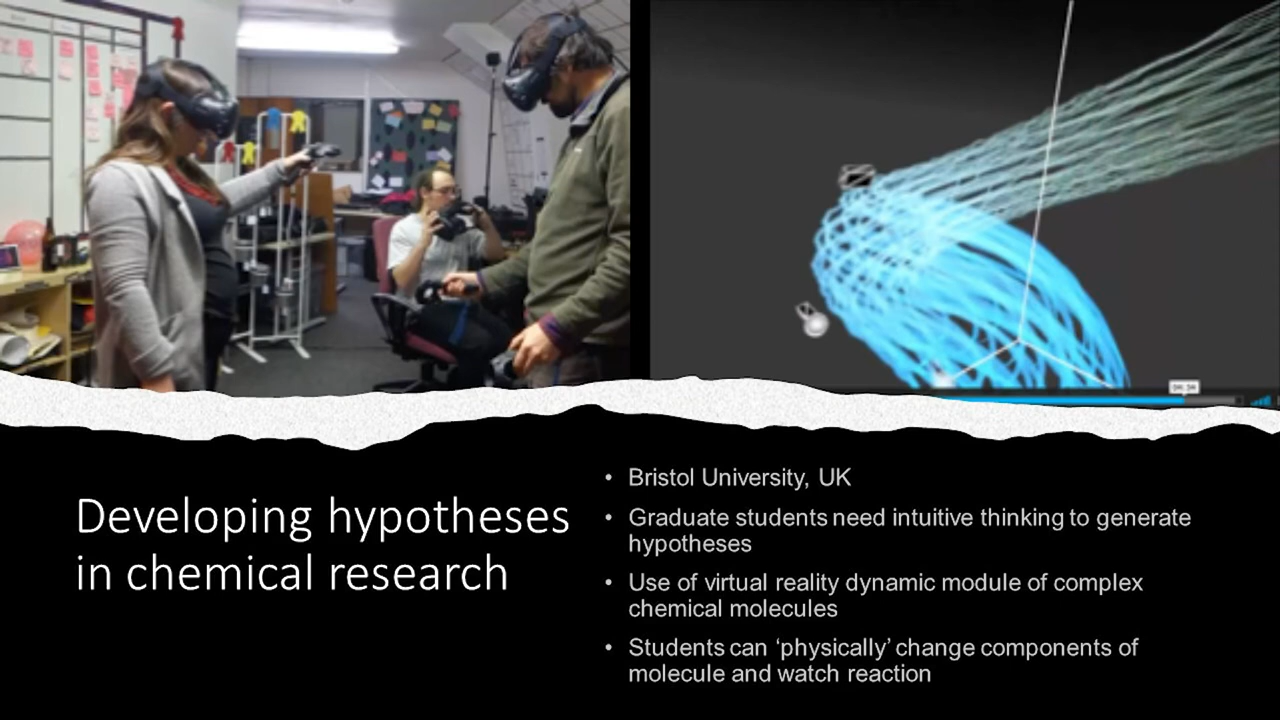 Developing hypotheses
in chemical research
• Bristol University, UK
• Graduate students need intuitive thinking to generate
hypotheses
• Use of virtual reality dynamic module of complex
chemical molecules
• Students can ‘physically’ change components of
molecule and watch reaction